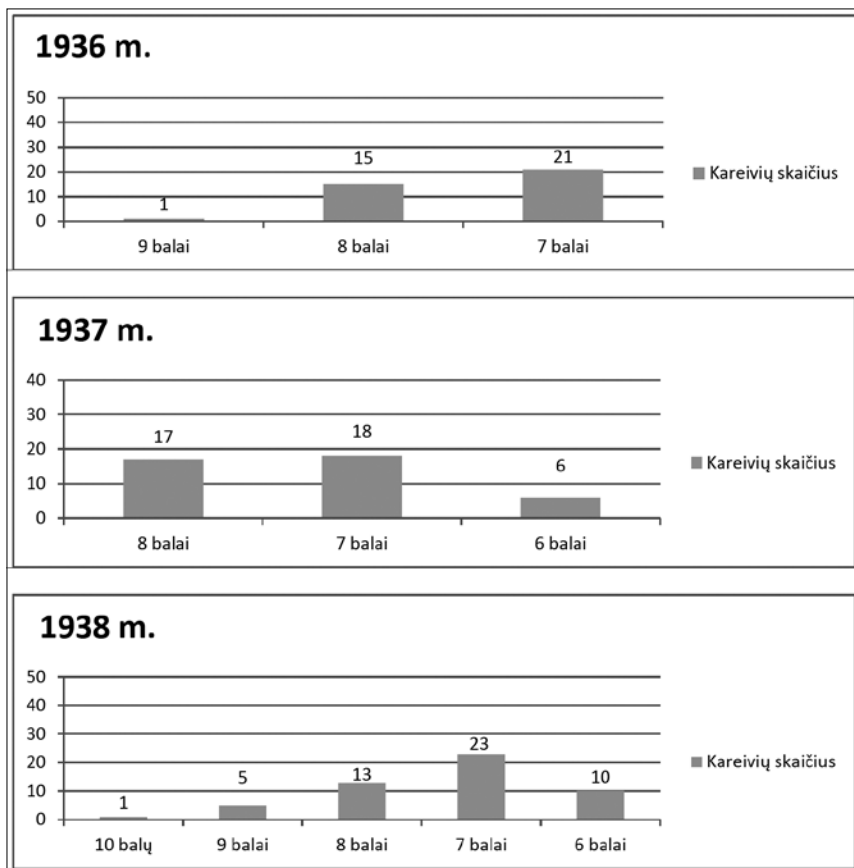 1936 m.
50
40
30
20
10
0
1
15
21
9 balai
8 balai
7 balai
Kareivių skaičius
1937 m.
40
30
20
10
0
17
18
6
8 balai
7 balai
6 balai
Kareivių skaičius
1938 m.
50
40
30
20
10
0
1
5
13
23
10
10 balų
9 balai
8 balai
7 balai
6 balai
Kareivių skaičius